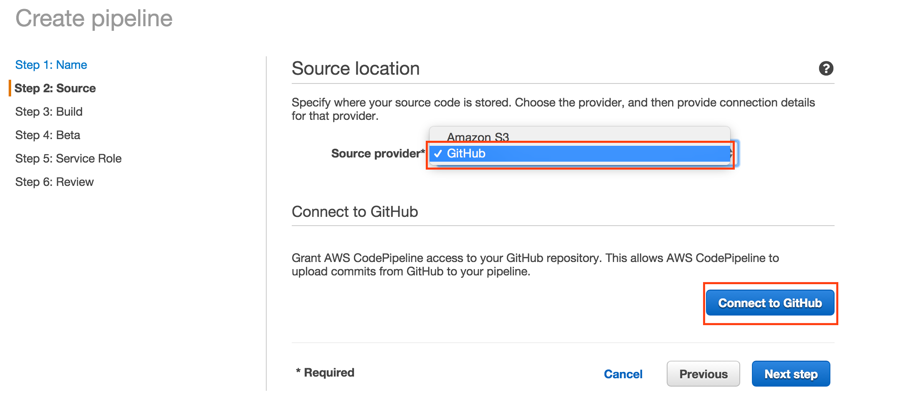 Create pipeline
Step 1: Name
Step 2: Source
Step 3: Build
Step 4: Beta
Step 5: Service Role
Step 6: Review
Source location
?
Specify where your source code is stored. Choose the provider, and then provide connection details
for that provider.
Amazon S3
Source provider*
✓ GitHub
Connect to GitHub
Grant AWS CodePipeline access to your GitHub repository. This allows AWS CodePipeline to
upload commits from GitHub to your pipeline.
Connect to GitHub
* Required
Cancel
Previous
Next step